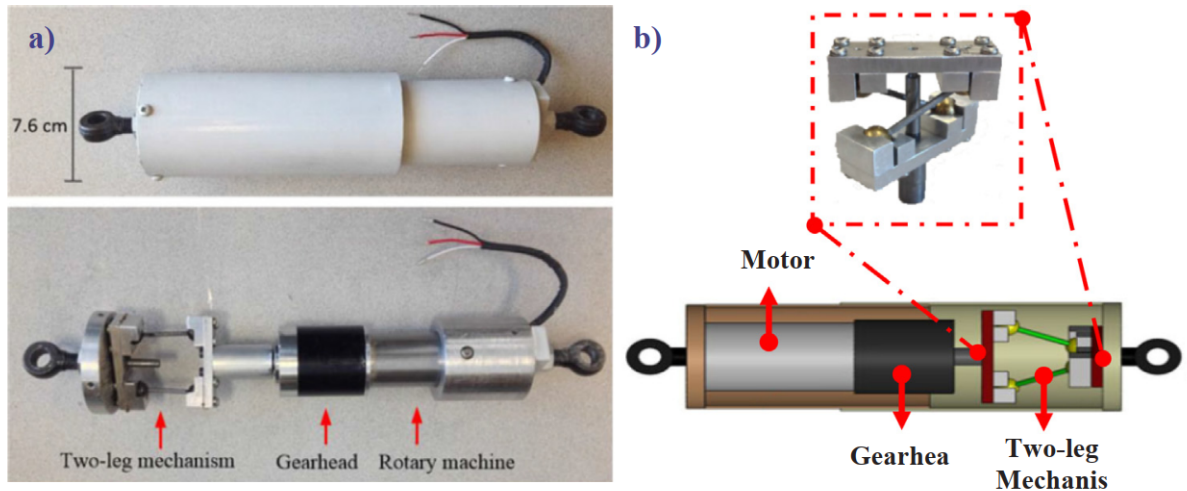 a)
7.6 cm
Two-leg mechanism
Gearhead
Rotary machine
b)
Motor
Gearhea
Two-leg
Mechanis